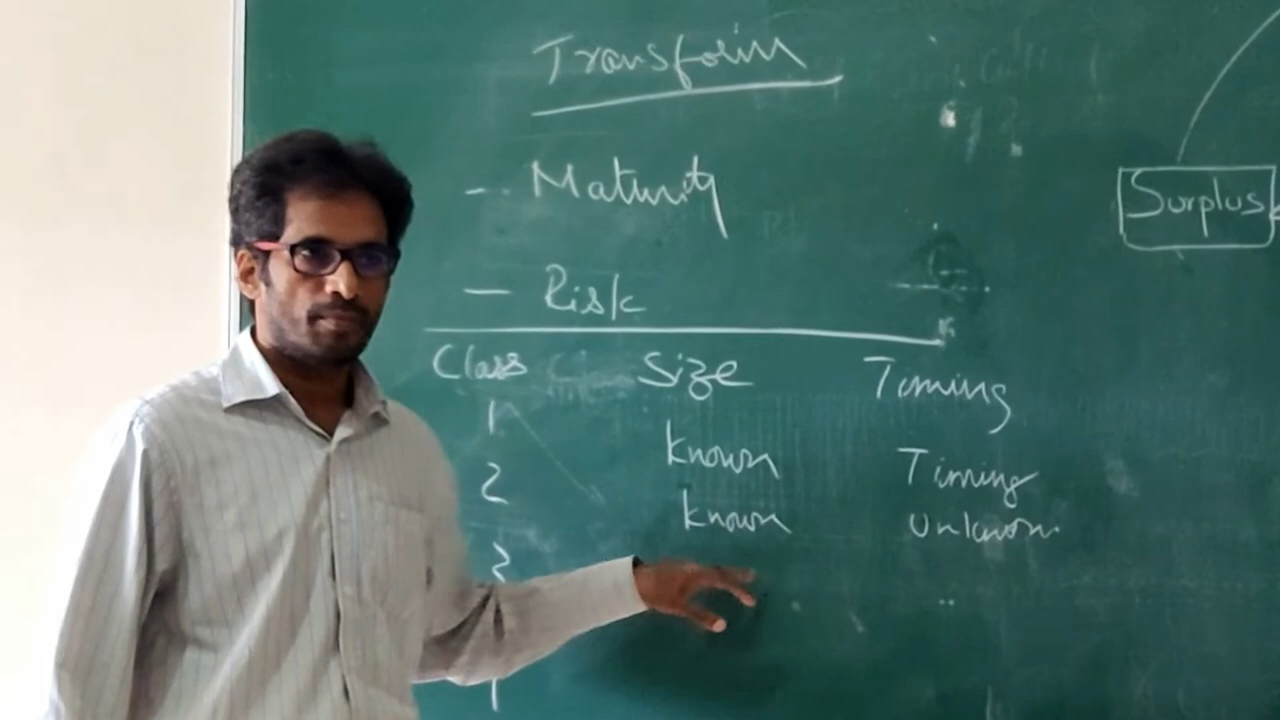 Transform
- Maturity
Surplus
- Risk
Class Size Timing
1 known Timing
2 known Unknown
3